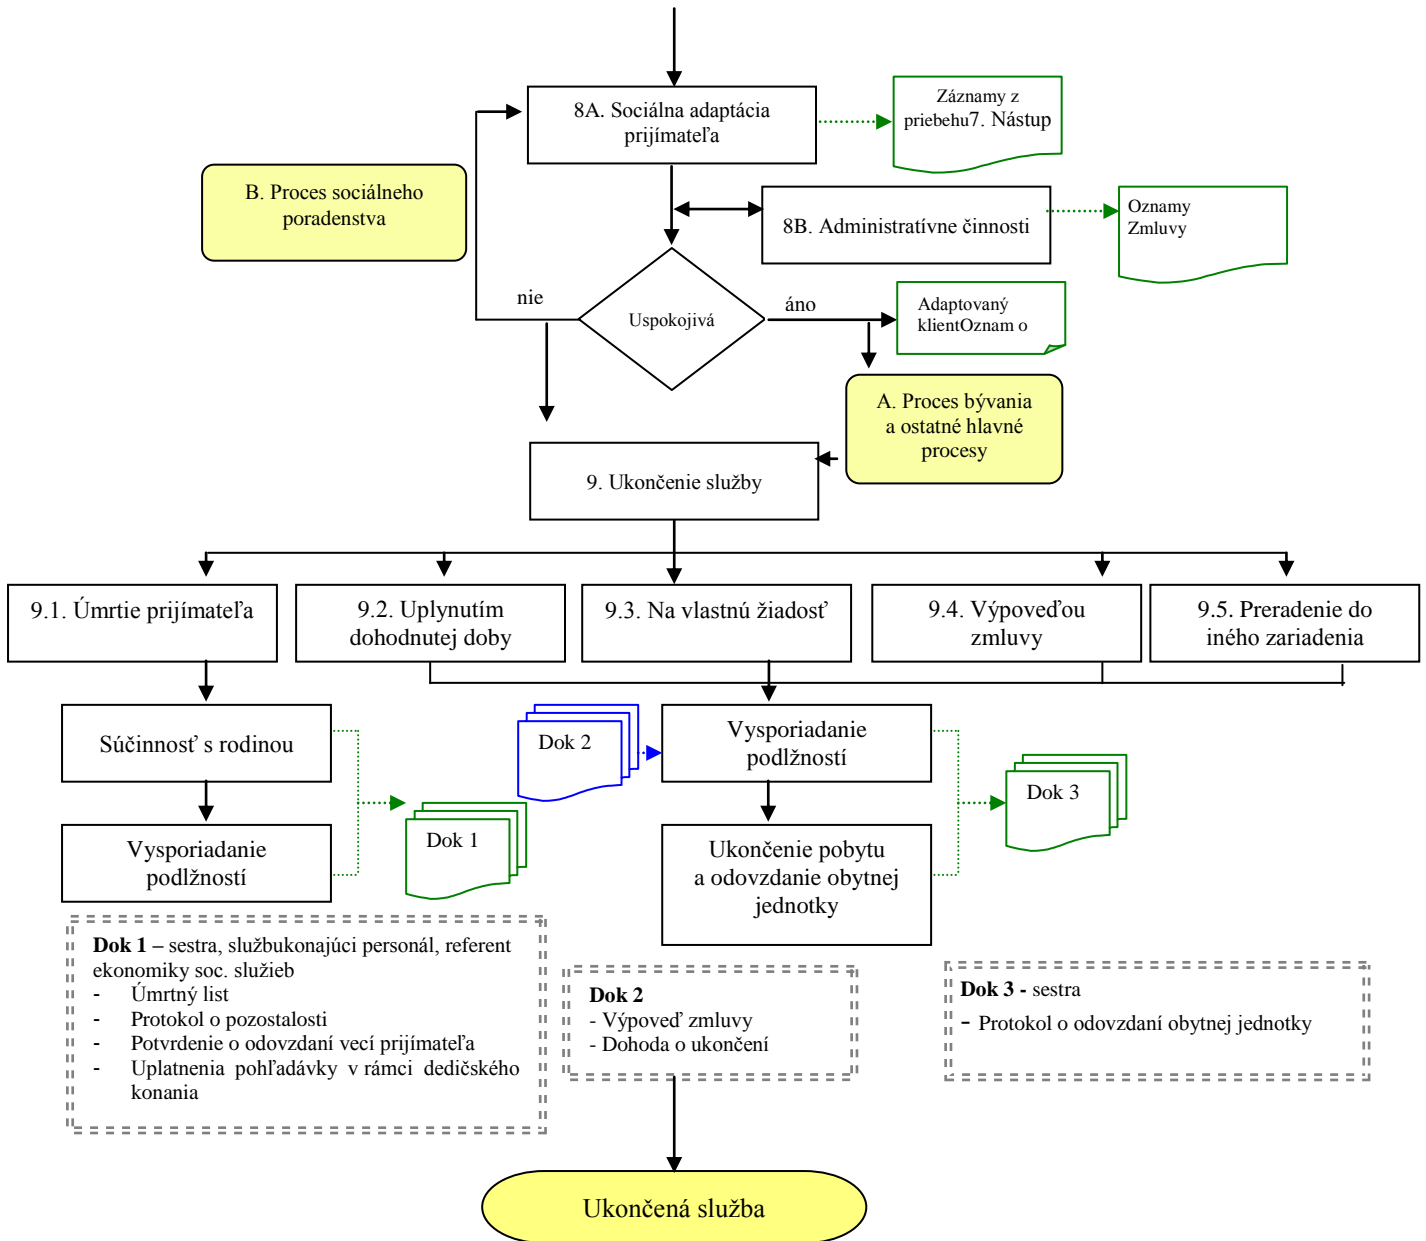 8A. Sociálna adaptácia
prijímateľa
Záznamy z
priebehu7. Nástup
B. Proces sociálneho
poradenstva
8B. Administratívne činnosti
Oznamy
Zmluvy
nie
Uspokojivá
áno
Adaptovaný
klientOznam o
A. Proces bývania
a ostatné hlavné
procesy
9. Ukončenie služby
9.1. Úmrtie prijímateľa
9.2. Uplynutím
dohodnutej doby
9.3. Na vlastnú žiadosť
9.4. Výpoveďou
zmluvy
9.5. Preradenie do
iného zariadenia
Súčinnosť s rodinou
Dok 2
Vysporiadanie
podlžností
Dok 3
Dok 1
Vysporiadanie
podlžností
Ukončenie pobytu
a odovzdanie obytnej
jednotky
Dok 1 – sestra, službukonajúci personál, referent
ekonomiky soc. služieb
- Úmrtný list
- Protokol o pozostalosti
- Potvrdenie o odovzdaní vecí prijímateľa
- Uplatnenia pohľadávky v rámci dedičského
konania
Dok 2
- Výpoveď zmluvy
- Dohoda o ukončení
Dok 3 - sestra
- Protokol o odovzdaní obytnej jednotky
Ukončená služba